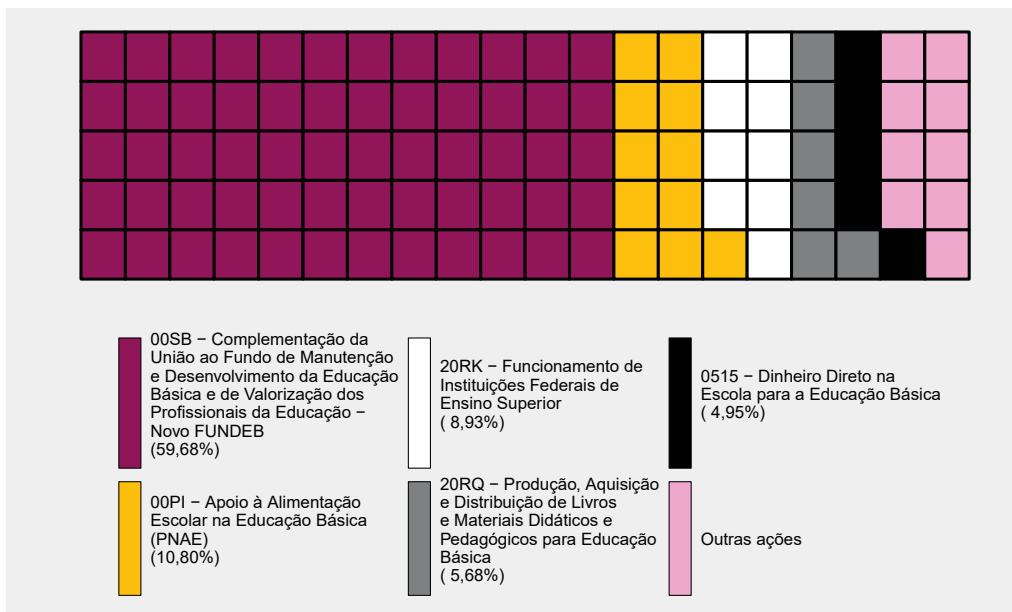 00SB − Complementação da
União ao Fundo de Manutenção
e Desenvolvimento da Educação
Básica e de Valorização dos
Profissionais da Educação −
Novo FUNDEB
(59,68%)
00PI − Apoio à Alimentação
Escolar na Educação Básica
(PNAE)
(10,80%)
20RK − Funcionamento de
Instituições Federais de
Ensino Superior
( 8,93%)
20RQ − Produção, Aquisição
e Distribuição de Livros
e Materiais Didáticos e
Pedagógicos para Educação
Básica
( 5,68%)
0515 − Dinheiro Direto na
Escola para a Educação Básica
( 4,95%)
Outras ações